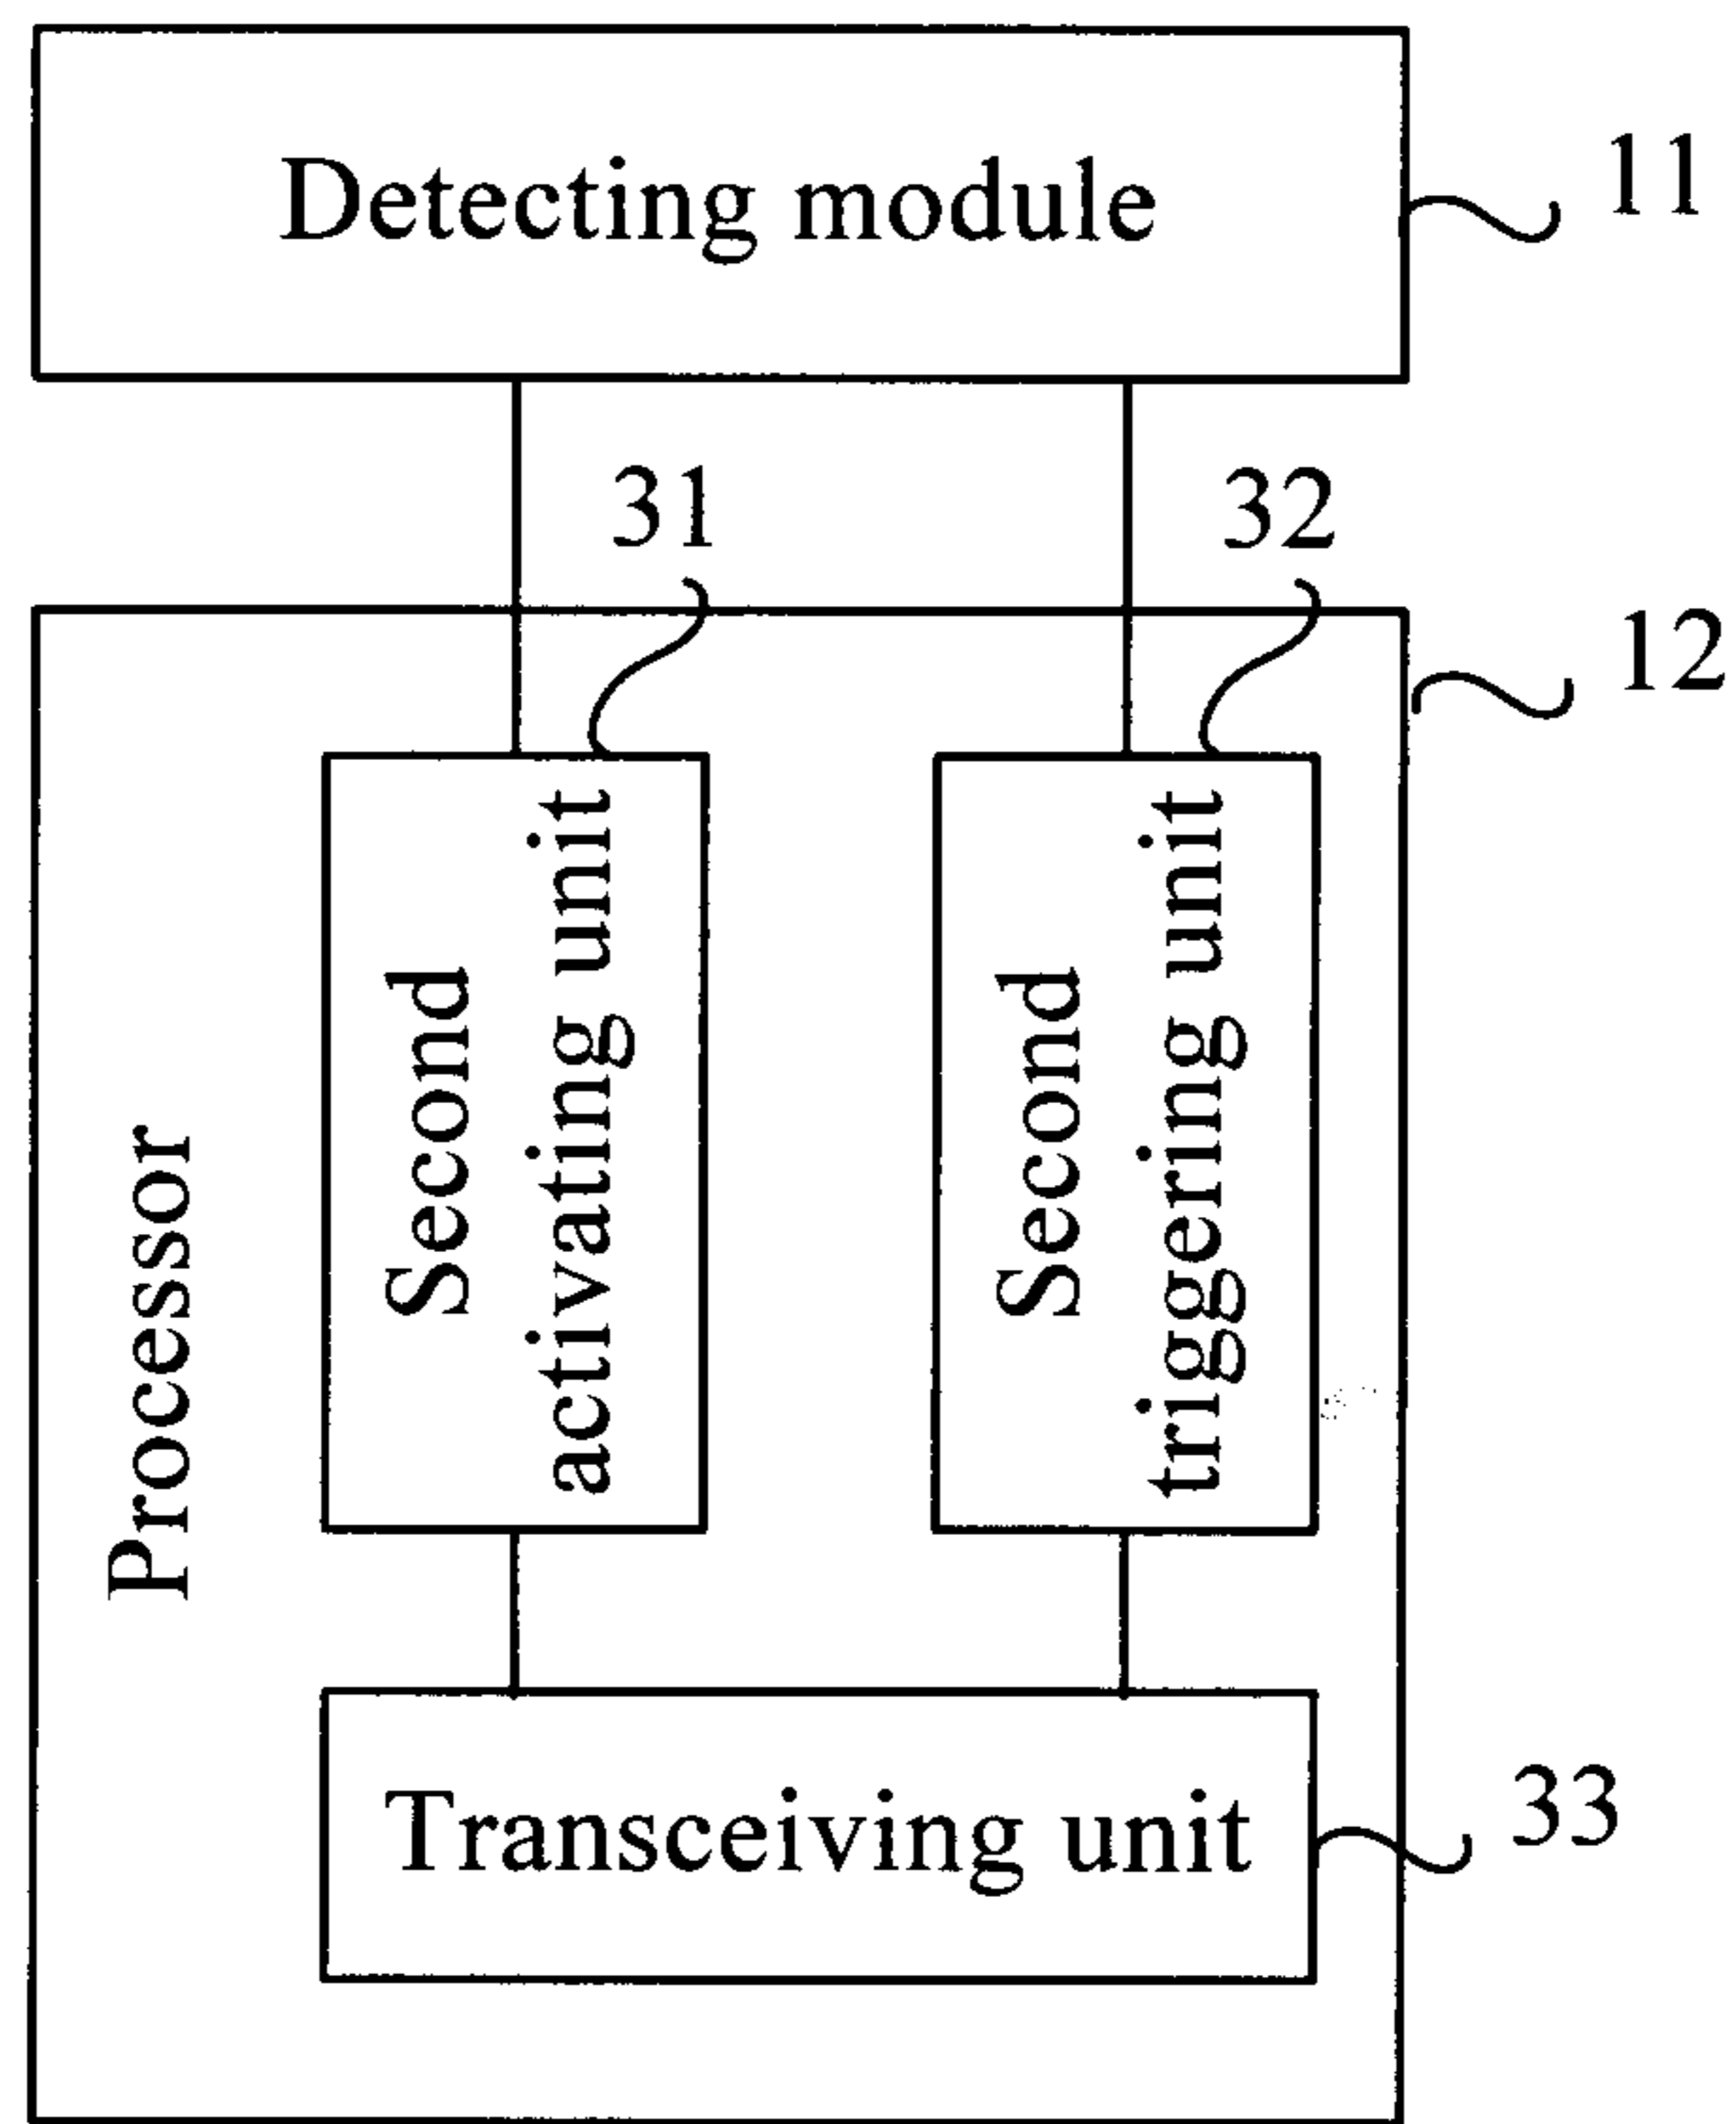 Detecting module
11
31
32
12
Processor
Second
activating unit
Second
triggering unit
Transceiving unit
33